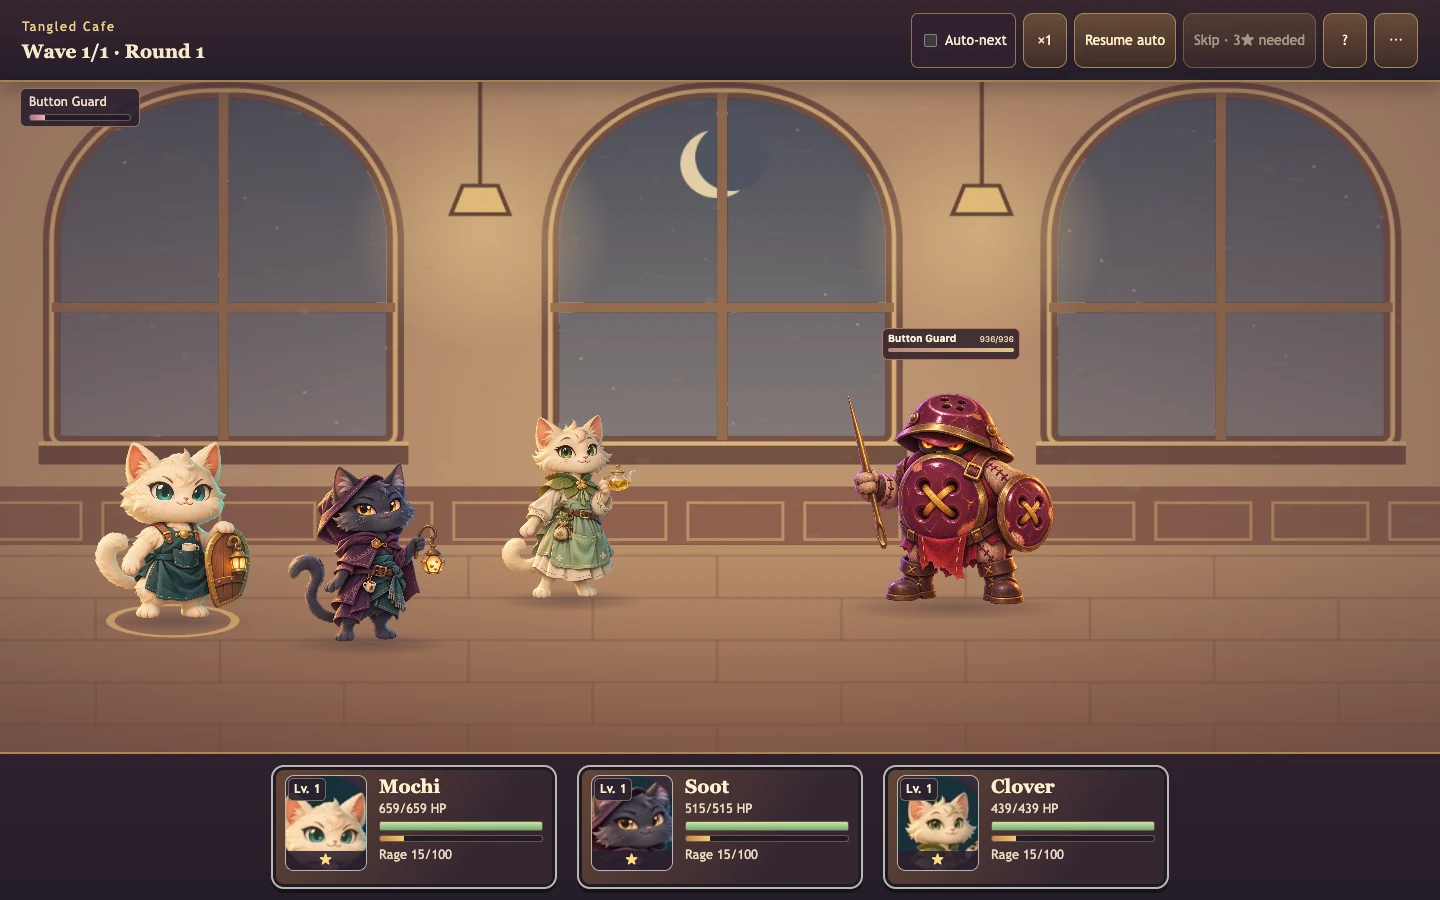 Tangled Cafe
Wave 1/1 · Round 1
Auto-next
×1
Resume auto
Skip · 3★ needed
?
···
Button Guard
Button Guard 936/936
Lv. 1
Mochi
659/659 HP
Rage 15/100
Lv. 1
Soot
515/515 HP
Rage 15/100
Lv. 1
Clover
439/439 HP
Rage 15/100